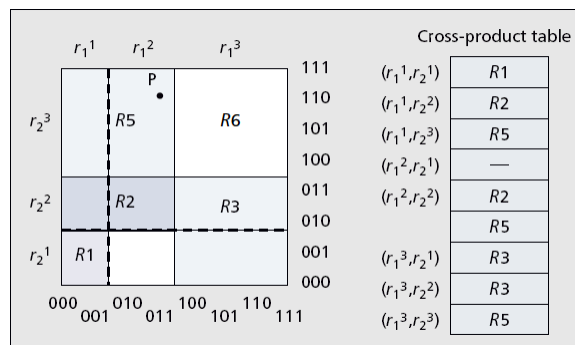 Cross-product table
r₁¹ r₁² r₁³
P
r₂³ R5 R6
r₂² R2 R3
r₂¹ R1
111
110
101
100
011
010
001
000
000 010 100 110
001 011 101 111
(r₁¹,r₂¹) R1
(r₁¹,r₂²) R2
(r₁¹,r₂³) R5
(r₁²,r₂¹) —
(r₁²,r₂²) R2
R5
(r₁³,r₂¹) R3
(r₁³,r₂²) R3
(r₁³,r₂³) R5